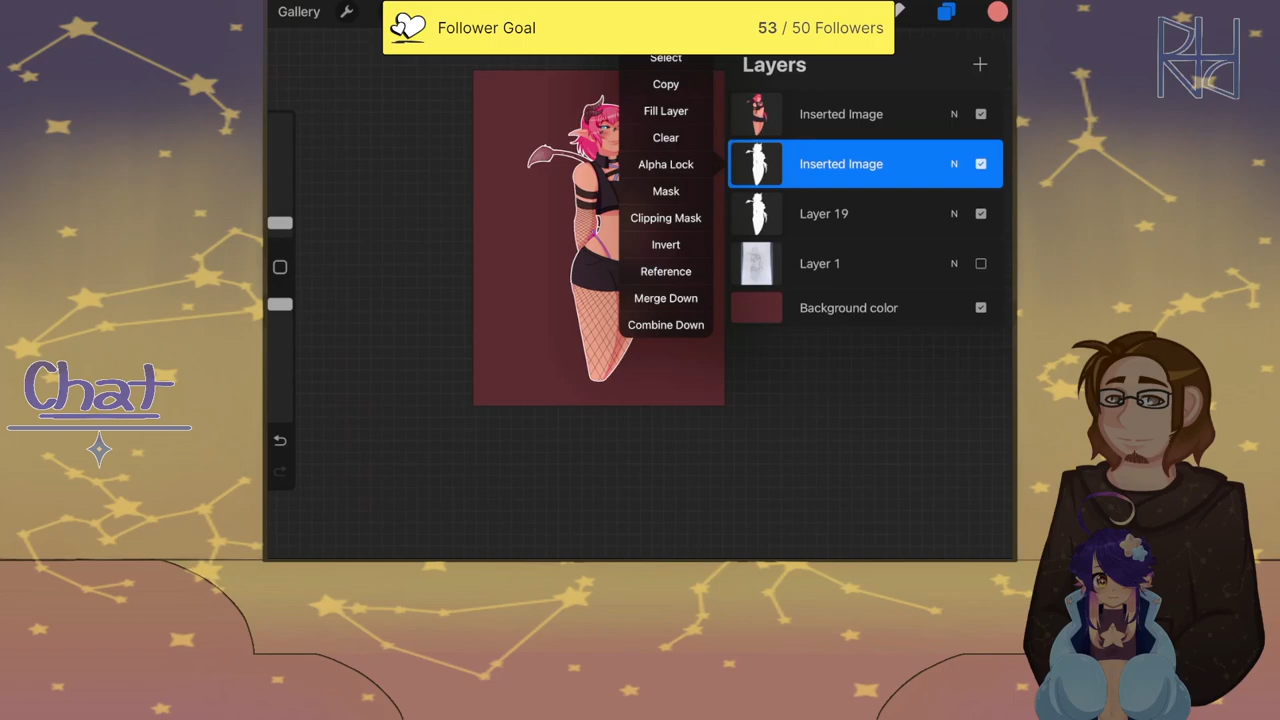 Gallery
Follower Goal
53 / 50 Followers
Select
Copy
Fill Layer
Clear
Alpha Lock
Mask
Clipping Mask
Invert
Reference
Merge Down
Combine Down
Layers
Inserted Image N
Inserted Image N
Layer 19 N
Layer 1 N
Background color
Chat